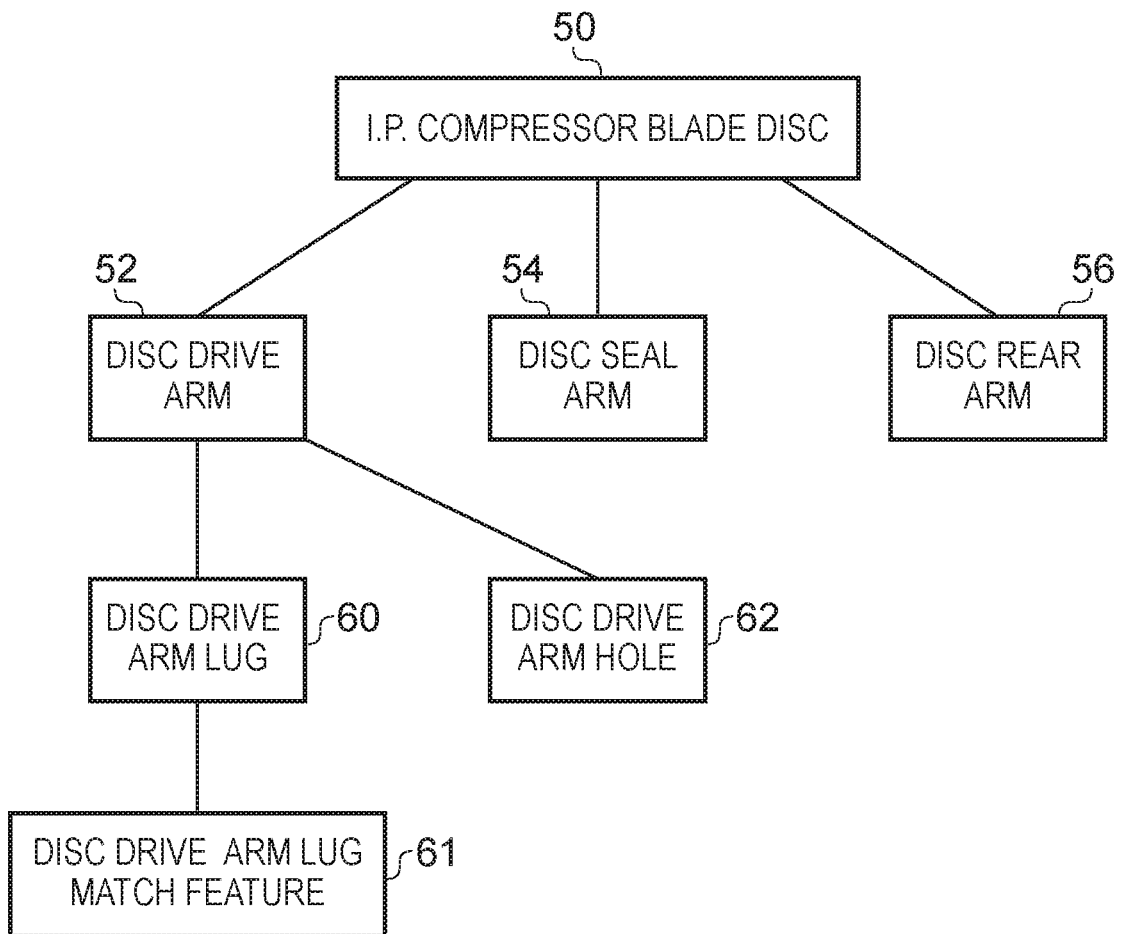 50
I.P. COMPRESSOR BLADE DISC
52
54
56
DISC DRIVE
ARM
DISC SEAL
ARM
DISC REAR
ARM
DISC DRIVE
ARM LUG
60
DISC DRIVE
ARM HOLE
62
DISC DRIVE ARM LUG
MATCH FEATURE
61